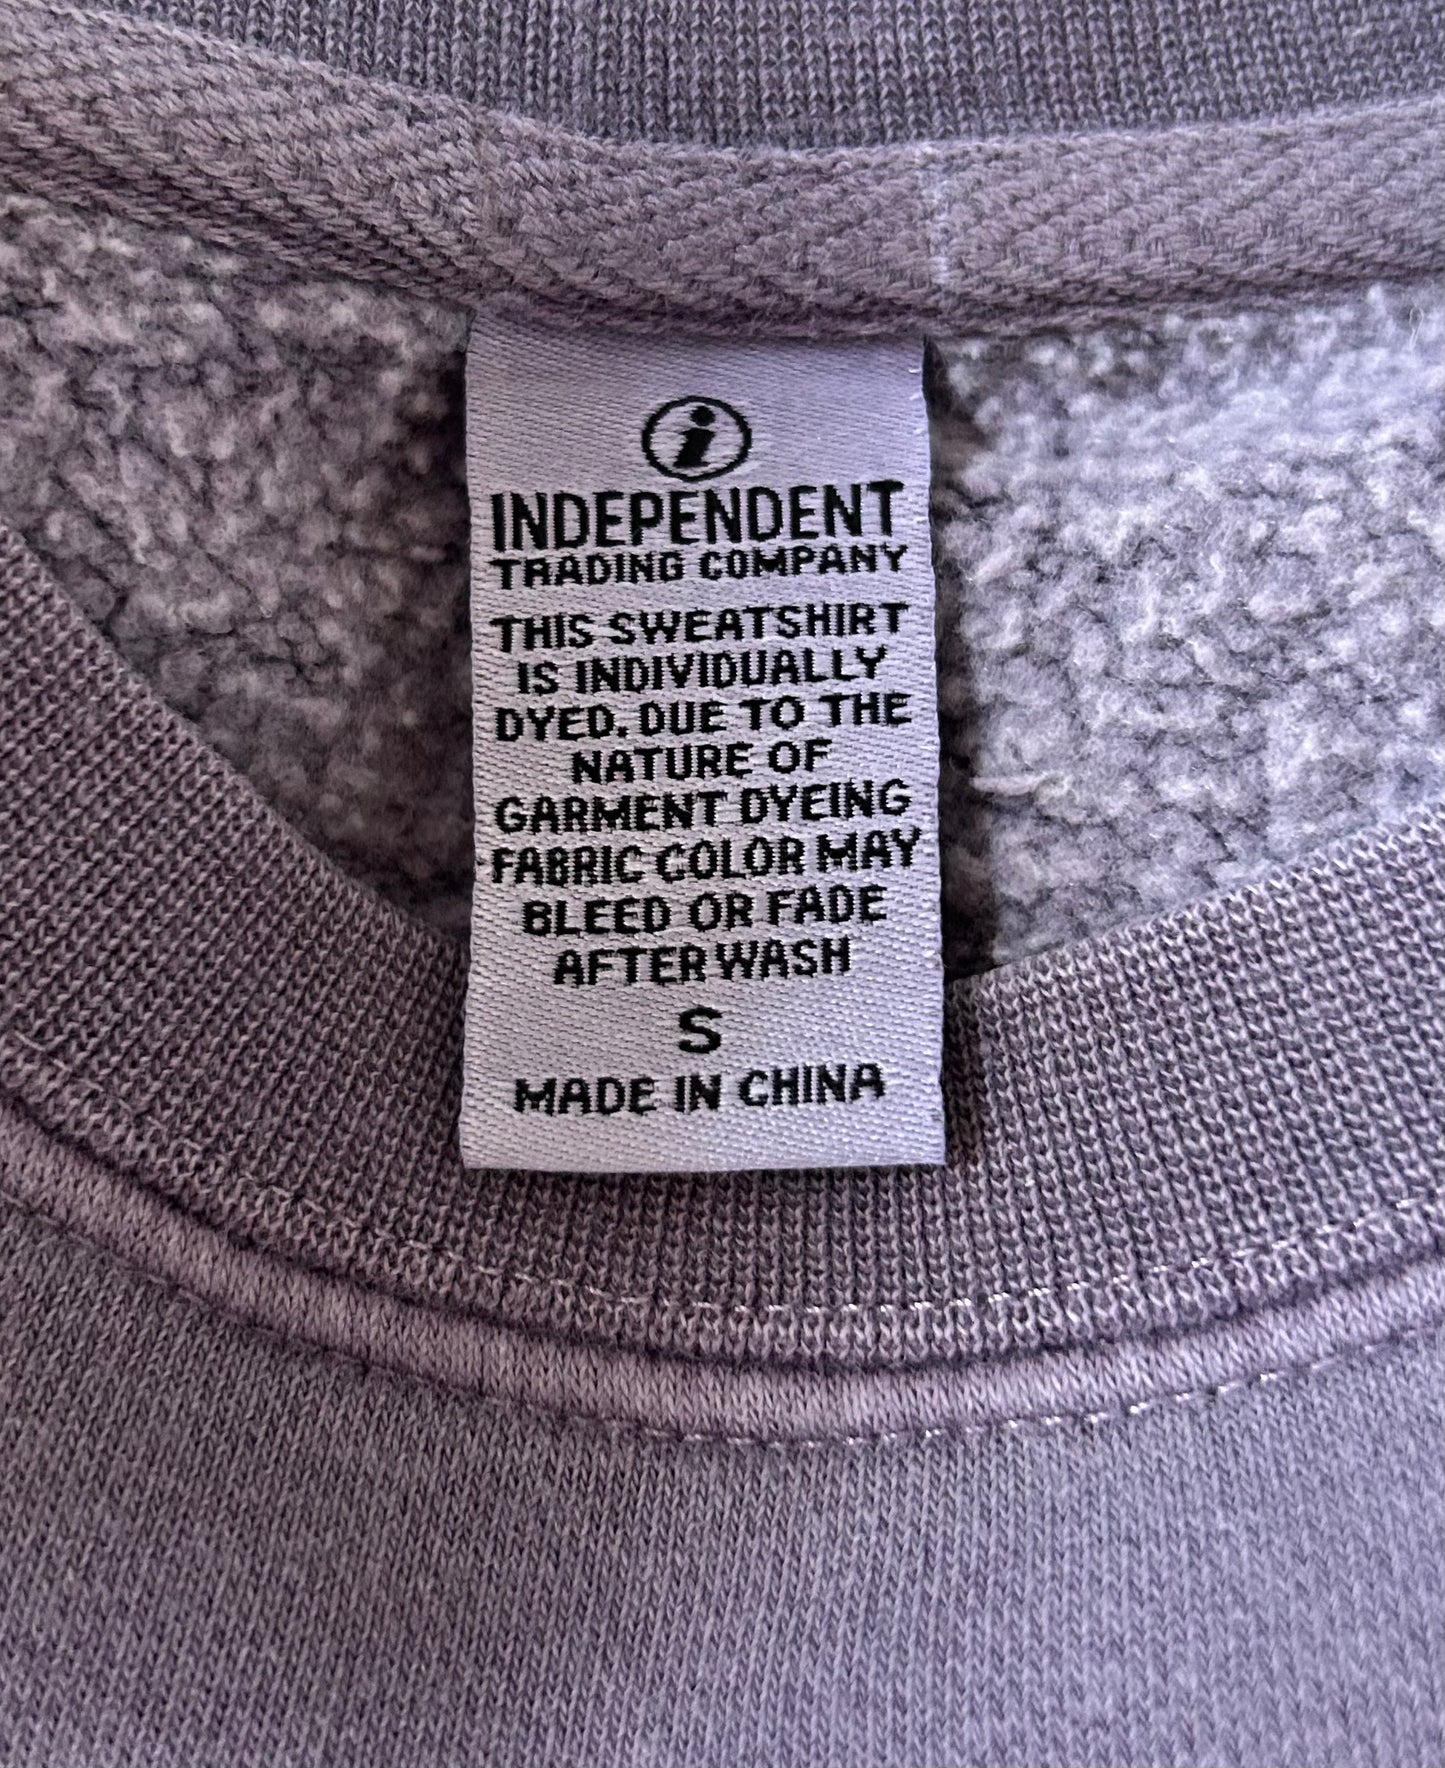 i
INDEPENDENT
TRADING COMPANY
THIS SWEATSHIRT
IS INDIVIDUALLY
DYED. DUE TO THE
NATURE OF
GARMENT DYEING
FABRIC COLOR MAY
BLEED OR FADE
AFTER WASH
S
MADE IN CHINA